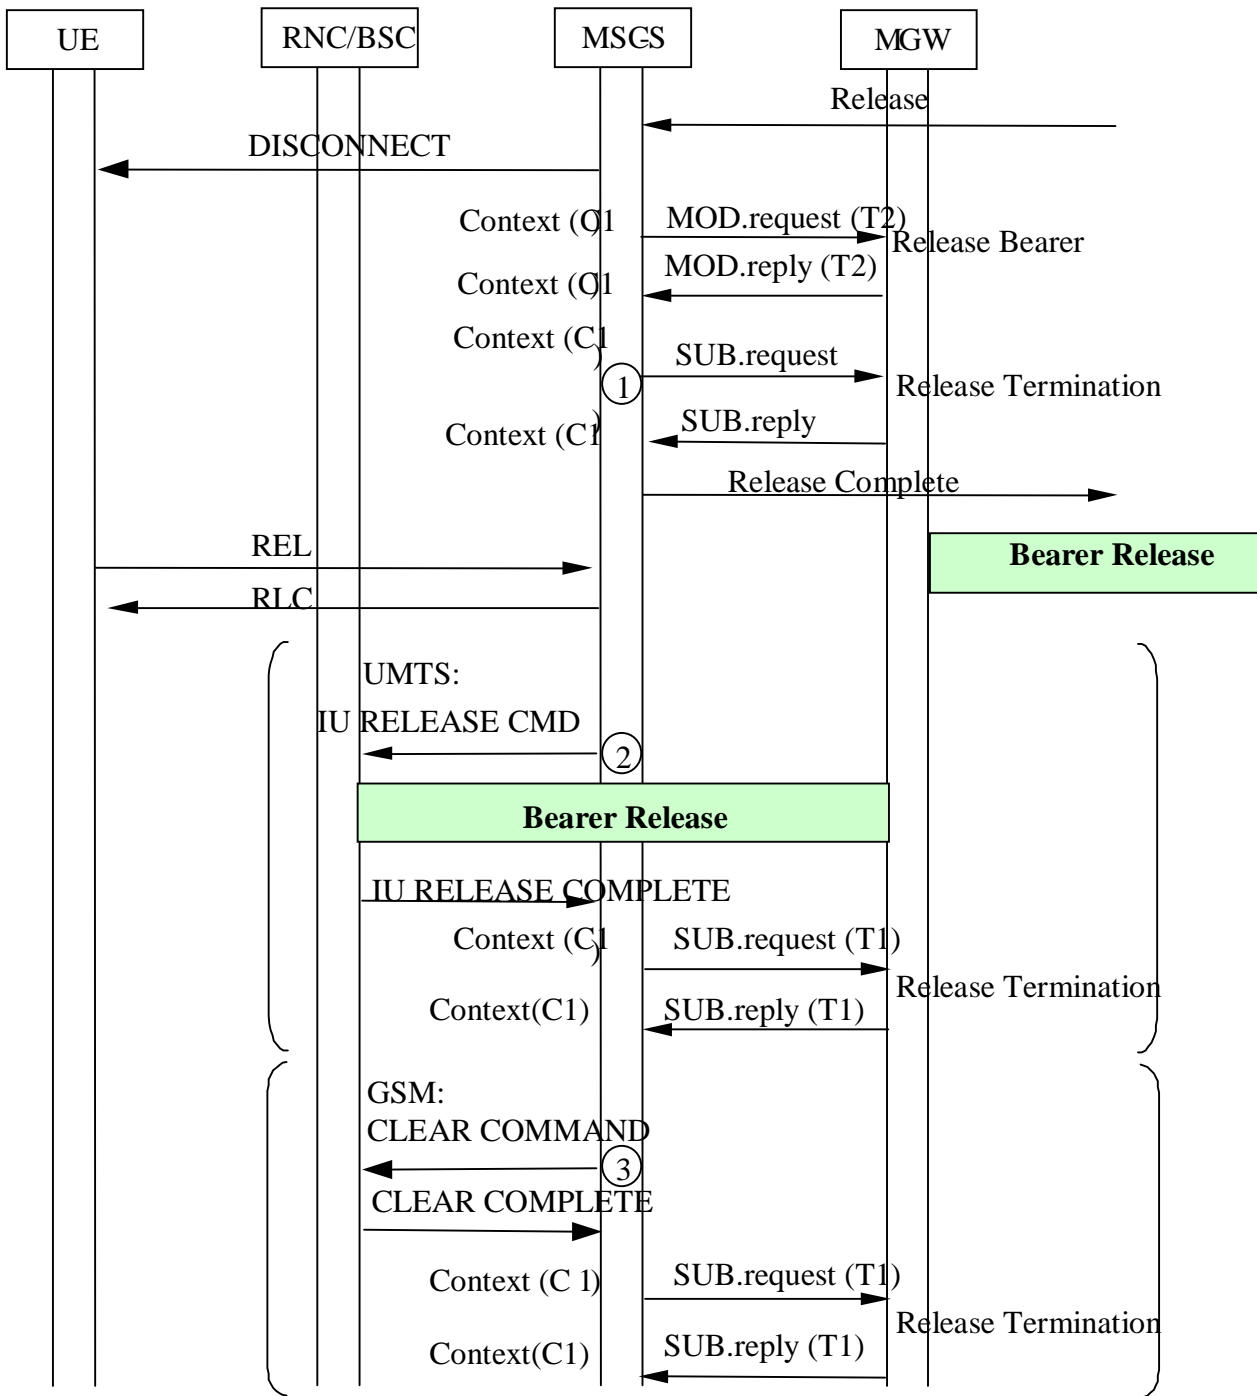 UE
RNC/BSC
MSC-S
MGW
Release
DISCONNECT
Context (C1)
MOD.request (T2)
Release Bearer
Context (C1)
MOD.reply (T2)
Context (C1)
SUB.request
1
Release Termination
Context (C1)
SUB.reply
Release Complete
REL
Bearer Release
RLC
UMTS:
IU RELEASE CMD
2
Bearer Release
IU RELEASE COMPLETE
Context (C1)
SUB.request (T1)
Release Termination
Context(C1)
SUB.reply (T1)
GSM:
CLEAR COMMAND
3
CLEAR COMPLETE
Context (C 1)
SUB.request (T1)
Release Termination
Context(C1)
SUB.reply (T1)